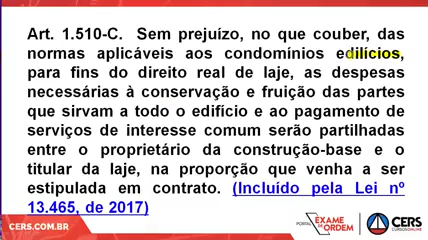 Art. 1.510-C. Sem prejuízo, no que couber, das
normas aplicáveis aos condomínios edilícios,
para fins do direito real de laje, as despesas
necessárias à conservação e fruição das partes
que sirvam a todo o edifício e ao pagamento de
serviços de interesse comum serão partilhadas
entre o proprietário da construção-base e o
titular da laje, na proporção que venha a ser
estipulada em contrato. (Incluído pela Lei nº
13.465, de 2017)
CERS.COM.BR
PORTAL EXAME DE ORDEM
CERS
CURSOS ONLINE